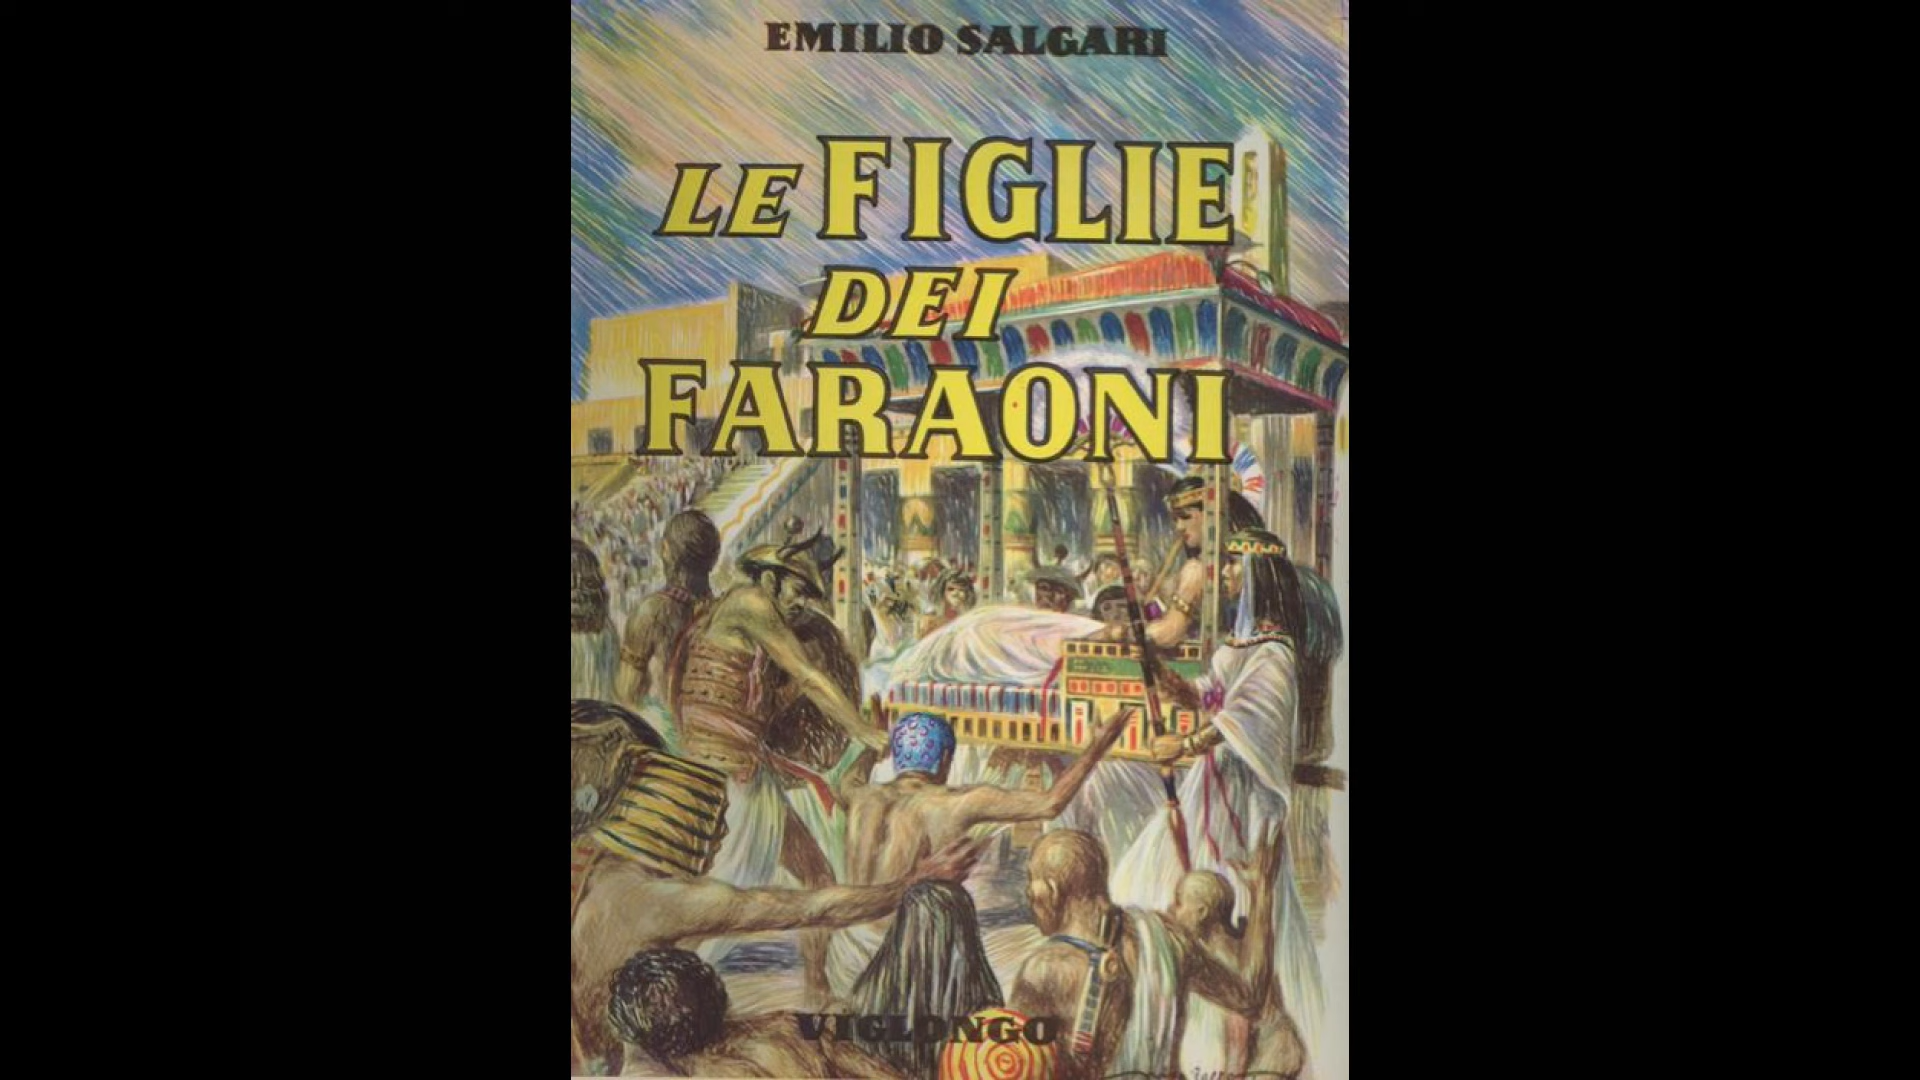 EMILIO SALGARI
LE FIGLIE
DEI
FARAONI
VIGLONGO